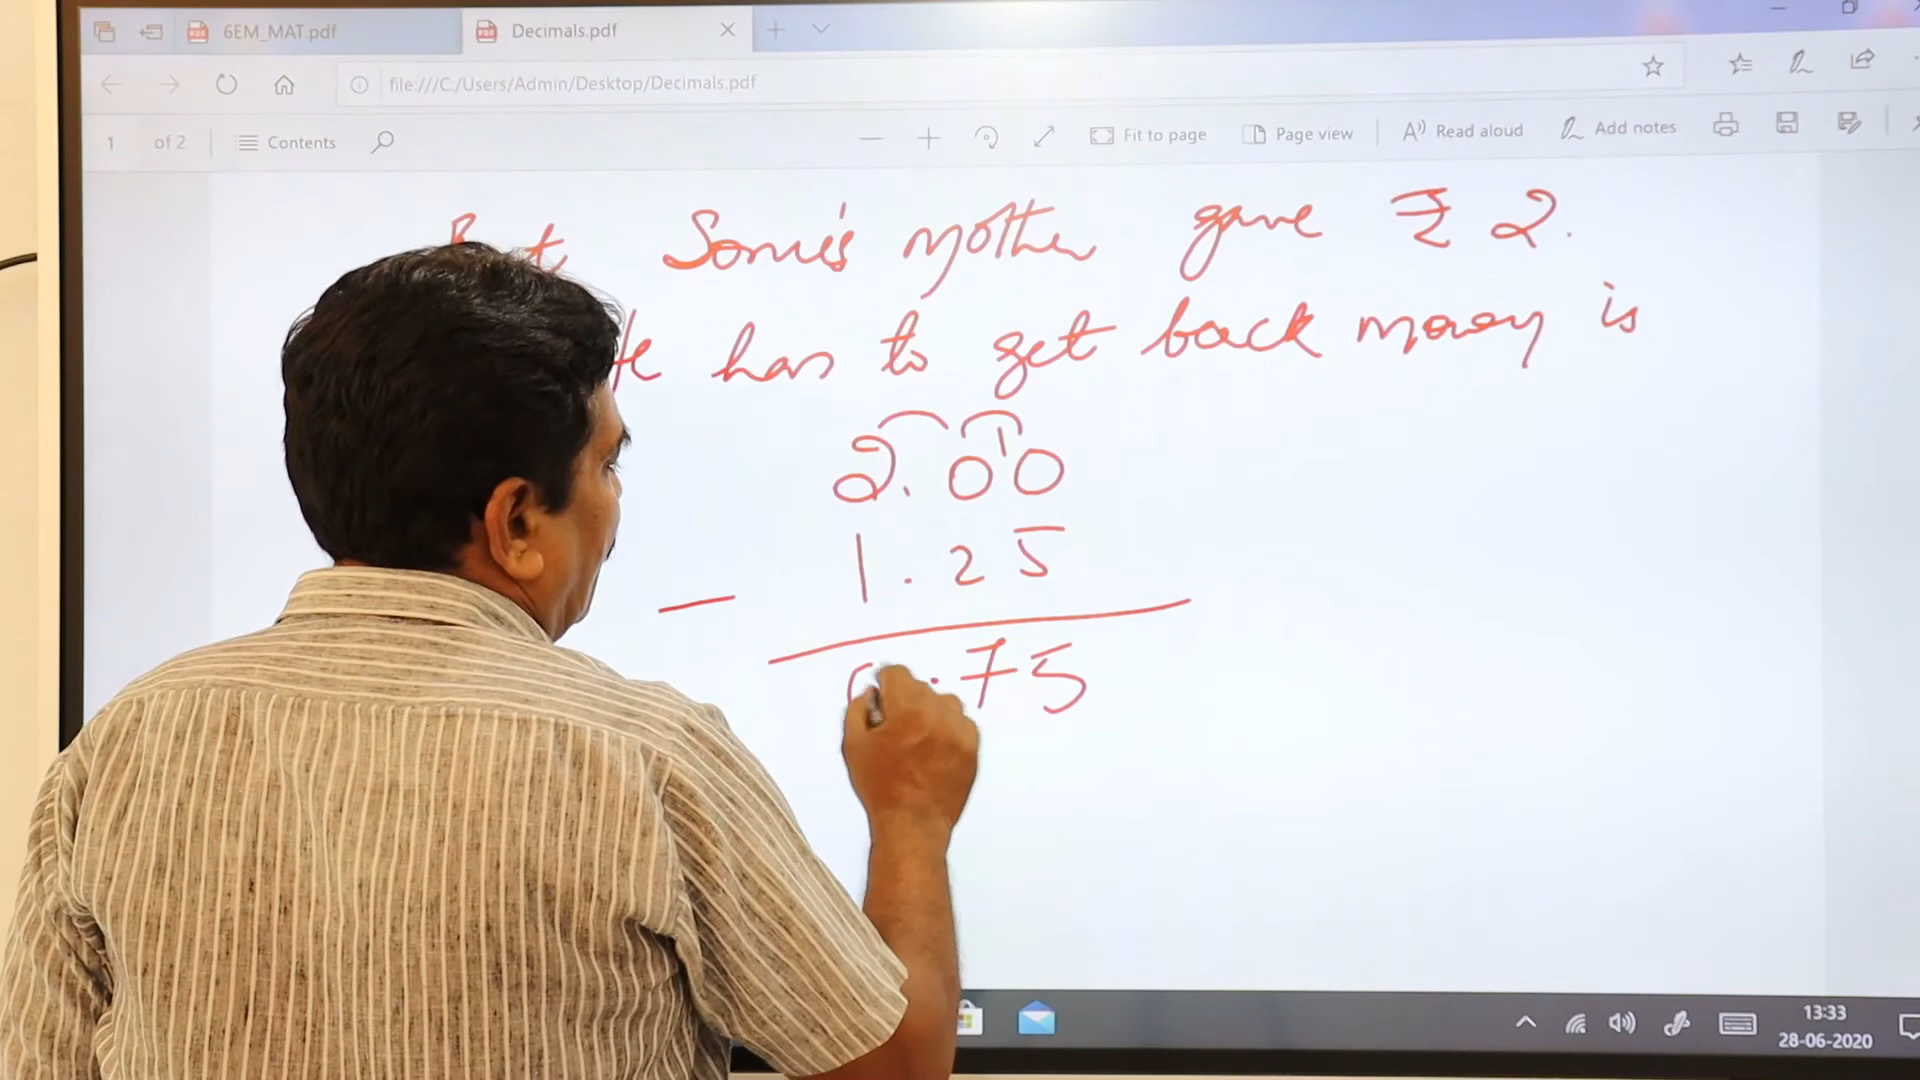 6EM_MAT.pdf
Decimals.pdf
file:///C:/Users/Admin/Desktop/Decimals.pdf
1 of 2
Contents
Fit to page
Page view
Read aloud
Add notes
Somu's mother gave ₹ 2.
has to get back money is
2.00
1.25
—
.75
13:33
28-06-2020